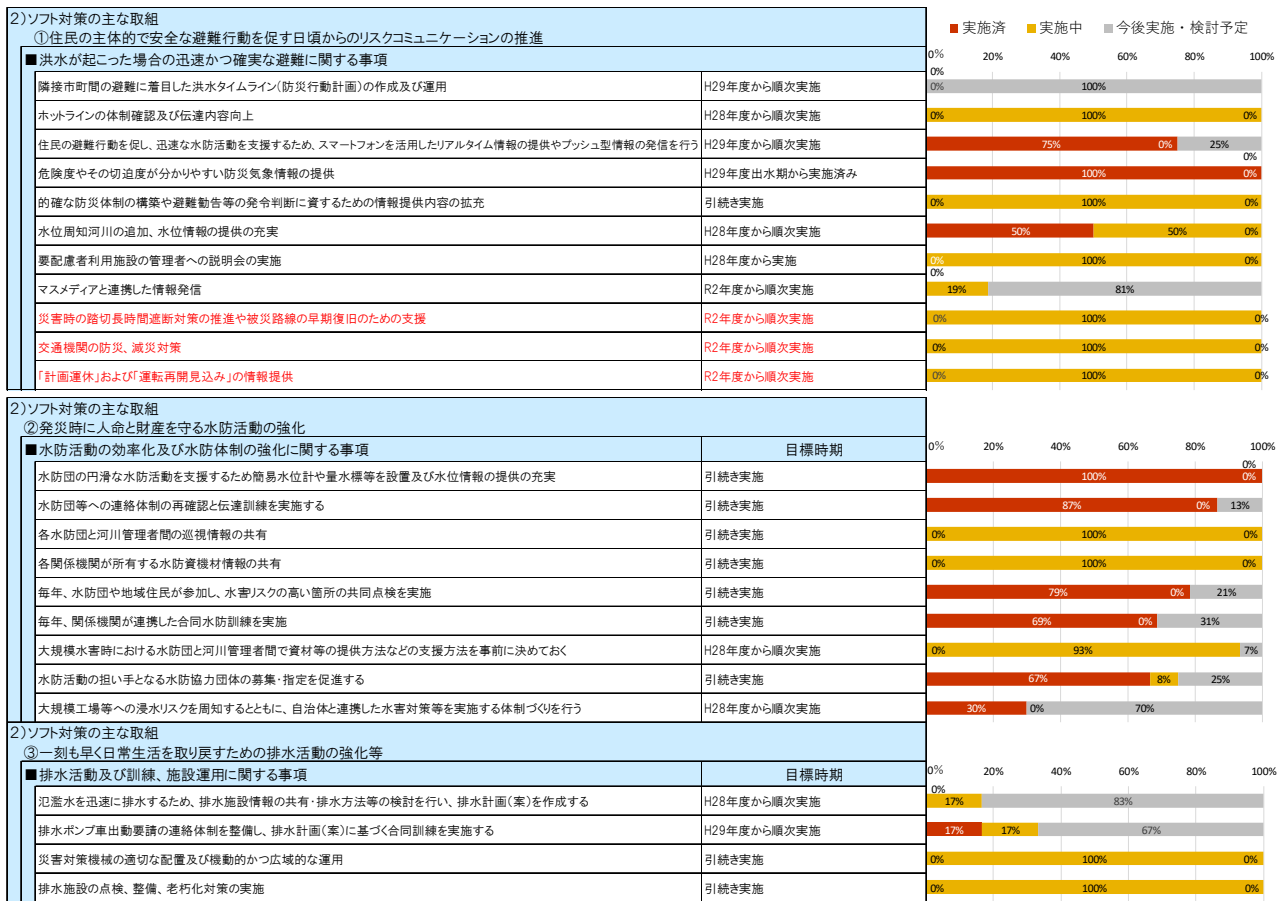 2)ソフト対策の主な取組
①住民の主体的で安全な避難行動を促す日頃からのリスクコミュニケーションの推進
■実施済 ■実施中 ■今後実施・検討予定
■洪水が起こった場合の迅速かつ確実な避難に関する事項
0% 20% 40% 60% 80% 100%
0%
隣接市町間の避難に着目した洪水タイムライン(防災行動計画)の作成及び運用 H29年度から順次実施 0% 100%
ホットラインの体制確認及び伝達内容向上 H28年度から順次実施 0% 100% 0%
住民の避難行動を促し、迅速な水防活動を支援するため、スマートフォンを活用したリアルタイム情報の提供やプッシュ型情報の発信を行う H29年度から順次実施 75% 0% 25%
0%
危険度やその切迫度が分かりやすい防災気象情報の提供 H29年度出水期から実施済み 100% 0%
的確な防災体制の構築や避難勧告等の発令判断に資するための情報提供内容の拡充 引続き実施 0% 100% 0%
水位周知河川の追加、水位情報の提供の充実 H28年度から順次実施 50% 50% 0%
要配慮者利用施設の管理者への説明会の実施 H28年度から実施 0% 100% 0%
0%
マスメディアと連携した情報発信 R2年度から順次実施 19% 81%
災害時の踏切長時間遮断対策の推進や被災路線の早期復旧のための支援 R2年度から順次実施 0% 100% 0%
交通機関の防災、減災対策 R2年度から順次実施 0% 100% 0%
「計画運休」および「運転再開見込み」の情報提供 R2年度から順次実施 0% 100% 0%
2)ソフト対策の主な取組
②発災時に人命と財産を守る水防活動の強化
■水防活動の効率化及び水防体制の強化に関する事項 目標時期 0% 20% 40% 60% 80% 100%
0%
水防団の円滑な水防活動を支援するため簡易水位計や量水標等を設置及び水位情報の提供の充実 引続き実施 100% 0%
水防団等への連絡体制の再確認と伝達訓練を実施する 引続き実施 87% 0% 13%
各水防団と河川管理者間の巡視情報の共有 引続き実施 0% 100% 0%
各関係機関が所有する水防資機材情報の共有 引続き実施 0% 100% 0%
毎年、水防団や地域住民が参加し、水害リスクの高い箇所の共同点検を実施 引続き実施 79% 0% 21%
毎年、関係機関が連携した合同水防訓練を実施 引続き実施 69% 0% 31%
大規模水害時における水防団と河川管理者間で資材等の提供方法などの支援方法を事前に決めておく H28年度から順次実施 0% 93% 7%
水防活動の担い手となる水防協力団体の募集・指定を促進する 引続き実施 67% 8% 25%
大規模工場等への浸水リスクを周知するとともに、自治体と連携した水害対策等を実施する体制づくりを行う H28年度から順次実施 30% 0% 70%
2)ソフト対策の主な取組
③一刻も早く日常生活を取り戻すための排水活動の強化等
■排水活動及び訓練、施設運用に関する事項 目標時期 0% 20% 40% 60% 80% 100%
0%
氾濫水を迅速に排水するため、排水施設情報の共有・排水方法等の検討を行い、排水計画(案)を作成する H28年度から順次実施 17% 83%
排水ポンプ車出動要請の連絡体制を整備し、排水計画(案)に基づく合同訓練を実施する H29年度から順次実施 17% 17% 67%
災害対策機械の適切な配置及び機動的かつ広域的な運用 引続き実施 0% 100% 0%
排水施設の点検、整備、老朽化対策の実施 引続き実施 0% 100% 0%